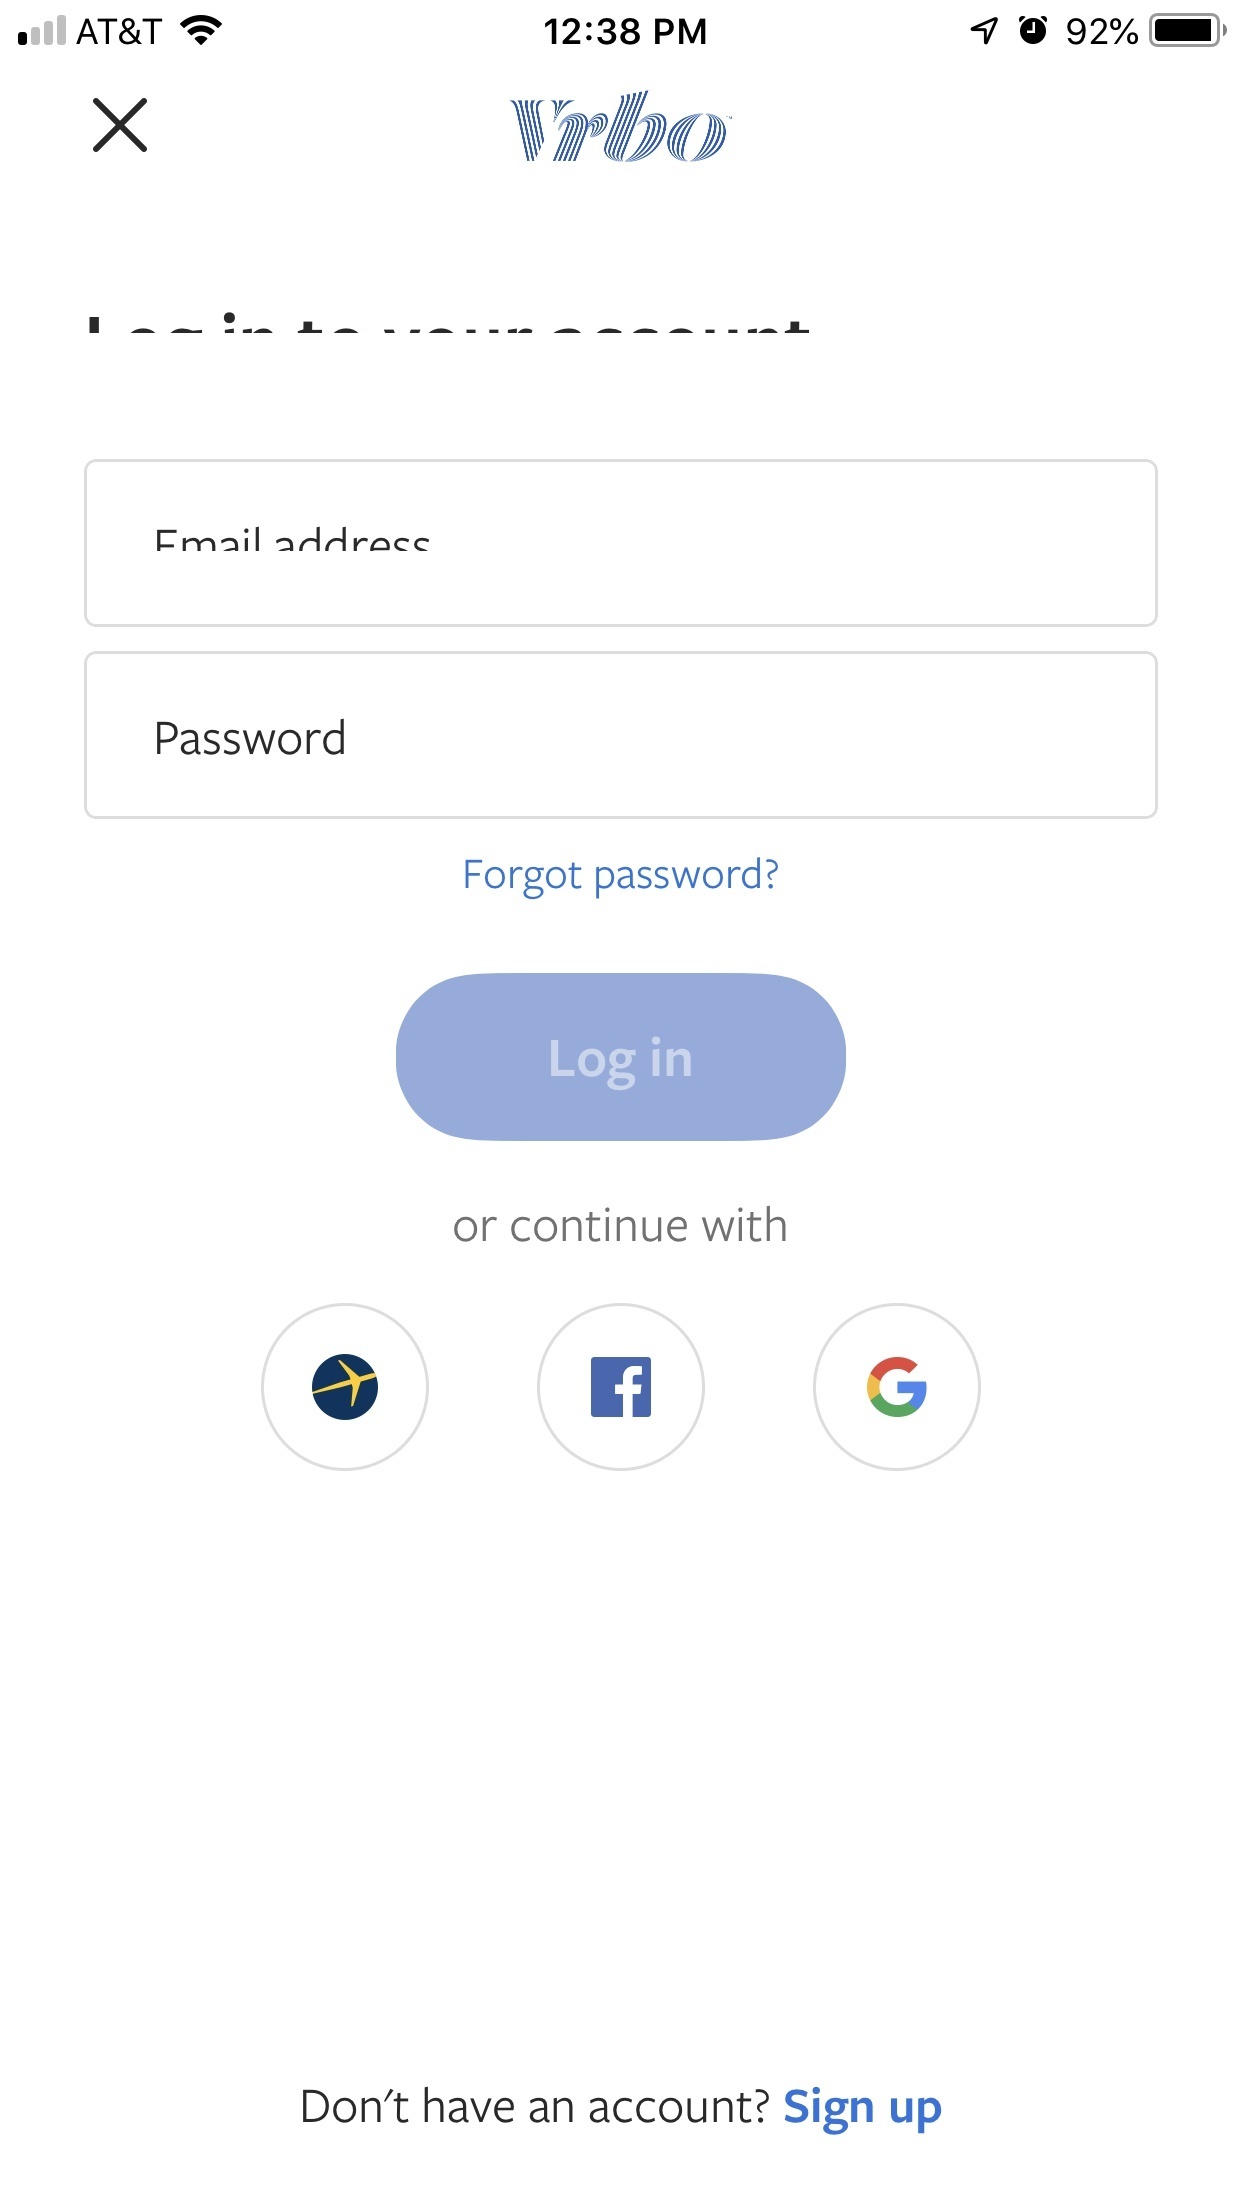 AT&T 12:38 PM 92%
Vrbo
Log in to your account
Email address
Password
Forgot password?
Log in
or continue with
Don't have an account? Sign up